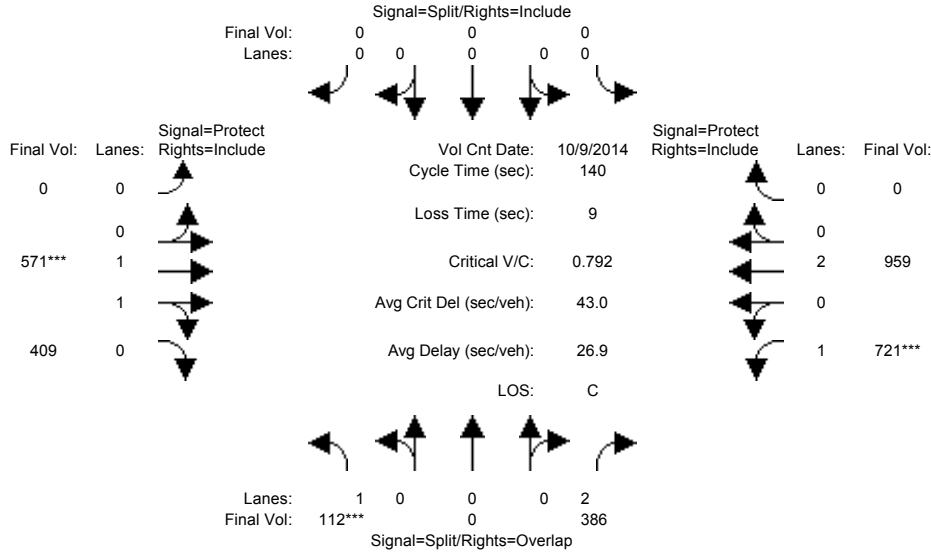 Signal=Split/Rights=Include
Final Vol: 0 0 0
Lanes: 0 0 0 0 0
Signal=Protect
Final Vol: Lanes: Rights=Include
Vol Cnt Date: 10/9/2014
Signal=Protect
Rights=Include Lanes: Final Vol:
Cycle Time (sec): 140
0 0
0 0
Loss Time (sec): 9
0
0
571*** 1
Critical V/C: 0.792
2 959
1
Avg Crit Del (sec/veh): 43.0
0
409 0
Avg Delay (sec/veh): 26.9
1 721***
LOS: C
Lanes: 1 0 0 0 2
Final Vol: 112*** 0 386
Signal=Split/Rights=Overlap